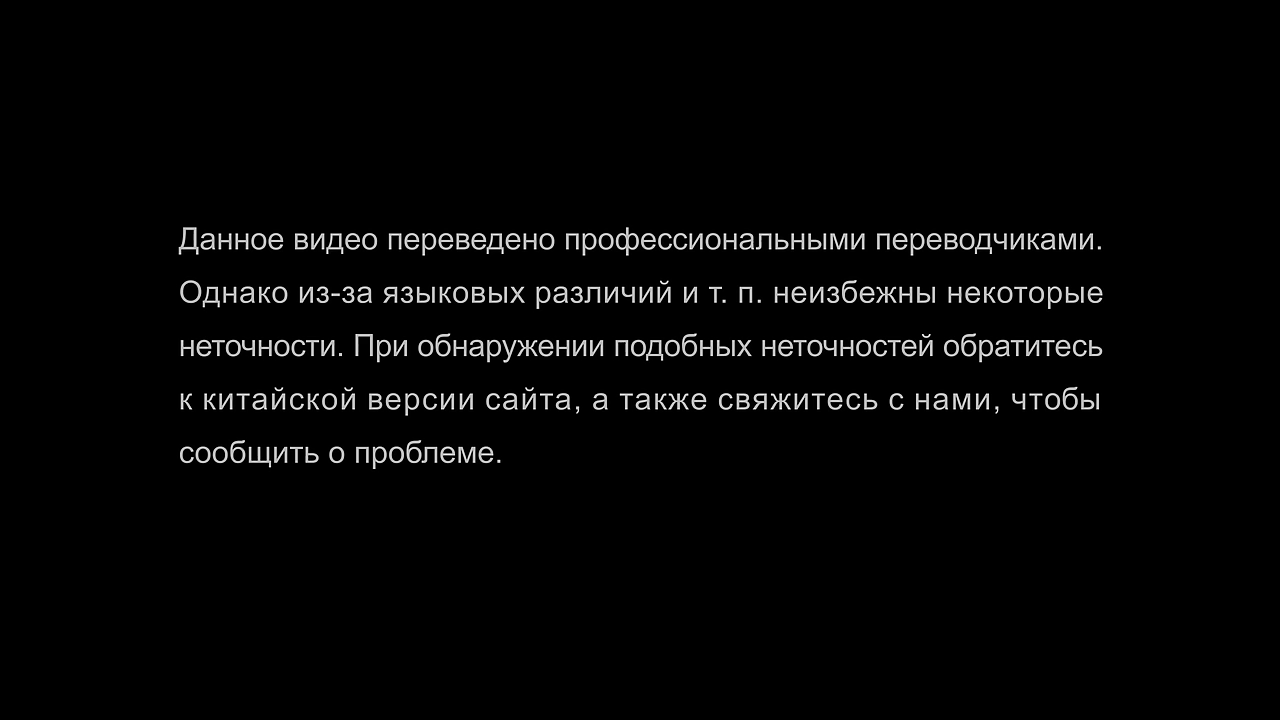 Данное видео переведено профессиональными переводчиками.
Однако из-за языковых различий и т. п. неизбежны некоторые
неточности. При обнаружении подобных неточностей обратитесь
к китайской версии сайта, а также свяжитесь с нами, чтобы
сообщить о проблеме.